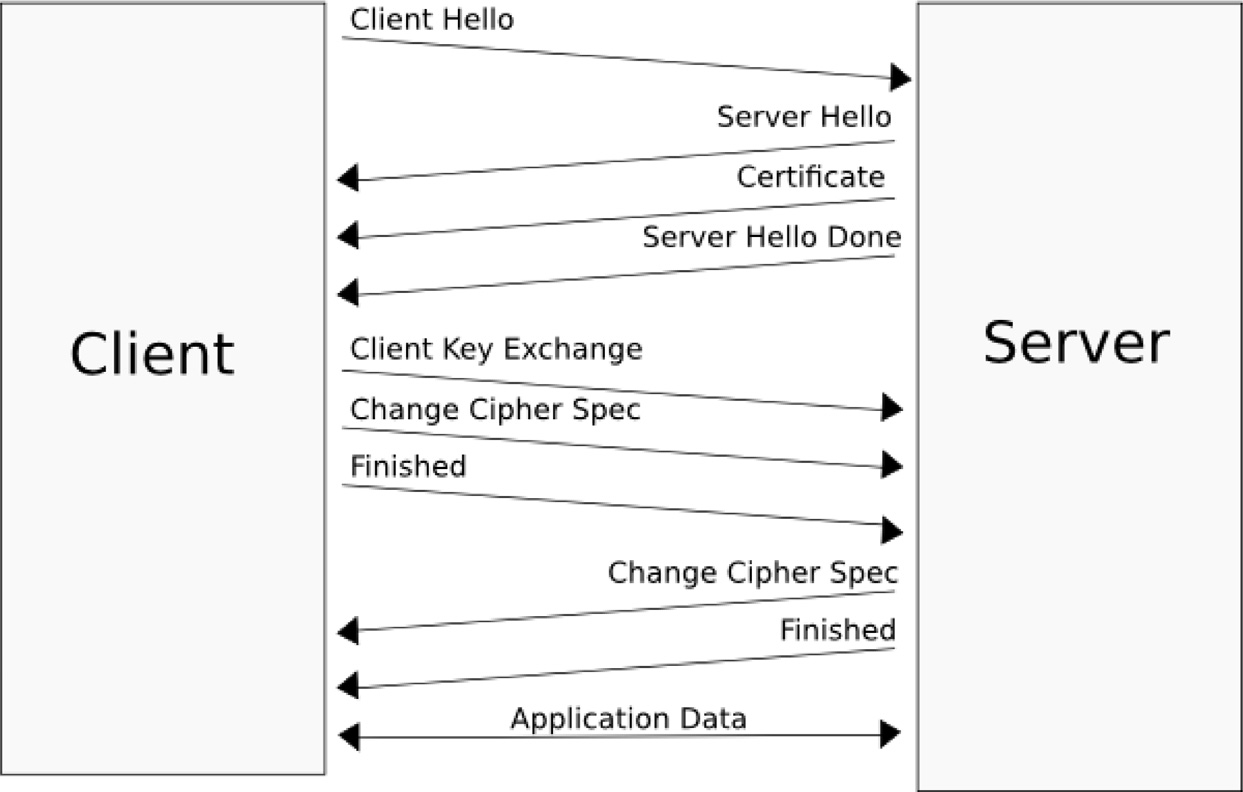 Client Hello
Server Hello
Certificate
Server Hello Done
Client
Server
Client Key Exchange
Change Cipher Spec
Finished
Change Cipher Spec
Finished
Application Data